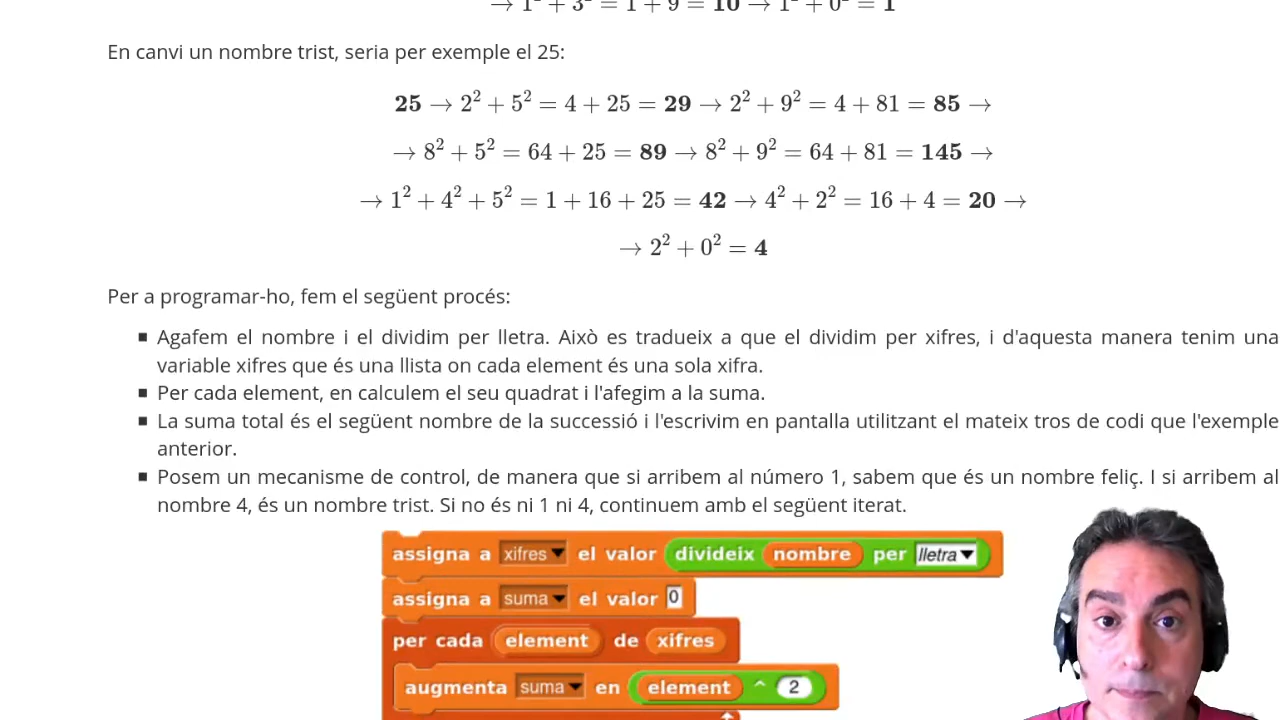 → 1² + 3² = 1 + 9 = 10 → 1² + 0² = 1
En canvi un nombre trist, seria per exemple el 25:
25 → 2² + 5² = 4 + 25 = 29 → 2² + 9² = 4 + 81 = 85 →
→ 8² + 5² = 64 + 25 = 89 → 8² + 9² = 64 + 81 = 145 →
→ 1² + 4² + 5² = 1 + 16 + 25 = 42 → 4² + 2² = 16 + 4 = 20 →
→ 2² + 0² = 4
Per a programar-ho, fem el següent procés:
Agafem el nombre i el dividim per lletra. Això es tradueix a que el dividim per xifres, i d'aquesta manera tenim una
variable xifres que és una llista on cada element és una sola xifra.
Per cada element, en calculem el seu quadrat i l'afegim a la suma.
La suma total és el següent nombre de la successió i l'escrivim en pantalla utilitzant el mateix tros de codi que l'exemple
anterior.
Posem un mecanisme de control, de manera que si arribem al número 1, sabem que és un nombre feliç. I si arribem al
nombre 4, és un nombre trist. Si no és ni 1 ni 4, continuem amb el següent iterat.
assigna a xifres el valor divideix nombre per lletra
assigna a suma el valor 0
per cada element de xifres
augmenta suma en element ^ 2